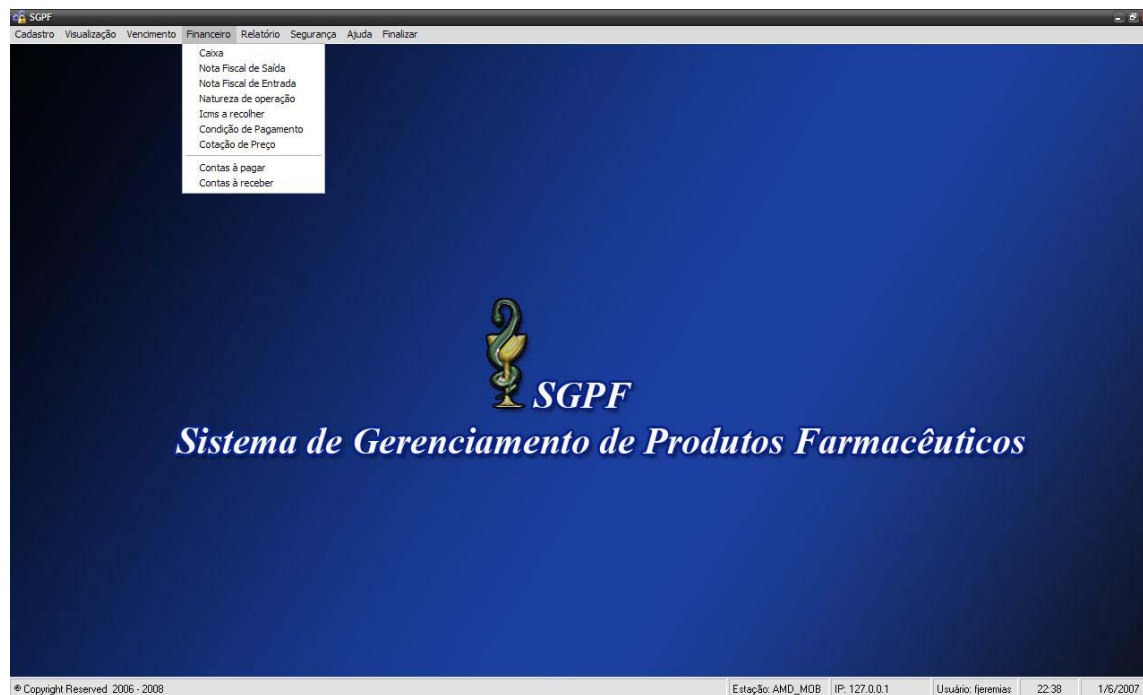 SGPF
Cadastro Visualização Vencimento Financeiro Relatório Segurança Ajuda Finalizar
Caixa
Nota Fiscal de Saída
Nota Fiscal de Entrada
Natureza de operação
Icms a recolher
Condição de Pagamento
Cotação de Preço
Contas à pagar
Contas à receber
SGPF
Sistema de Gerenciamento de Produtos Farmacêuticos
© Copyright Reserved 2006 - 2008 Estação: AMD_MOB IP: 127.0.0.1 Usuário: fjeremias 22:38 1/6/2007